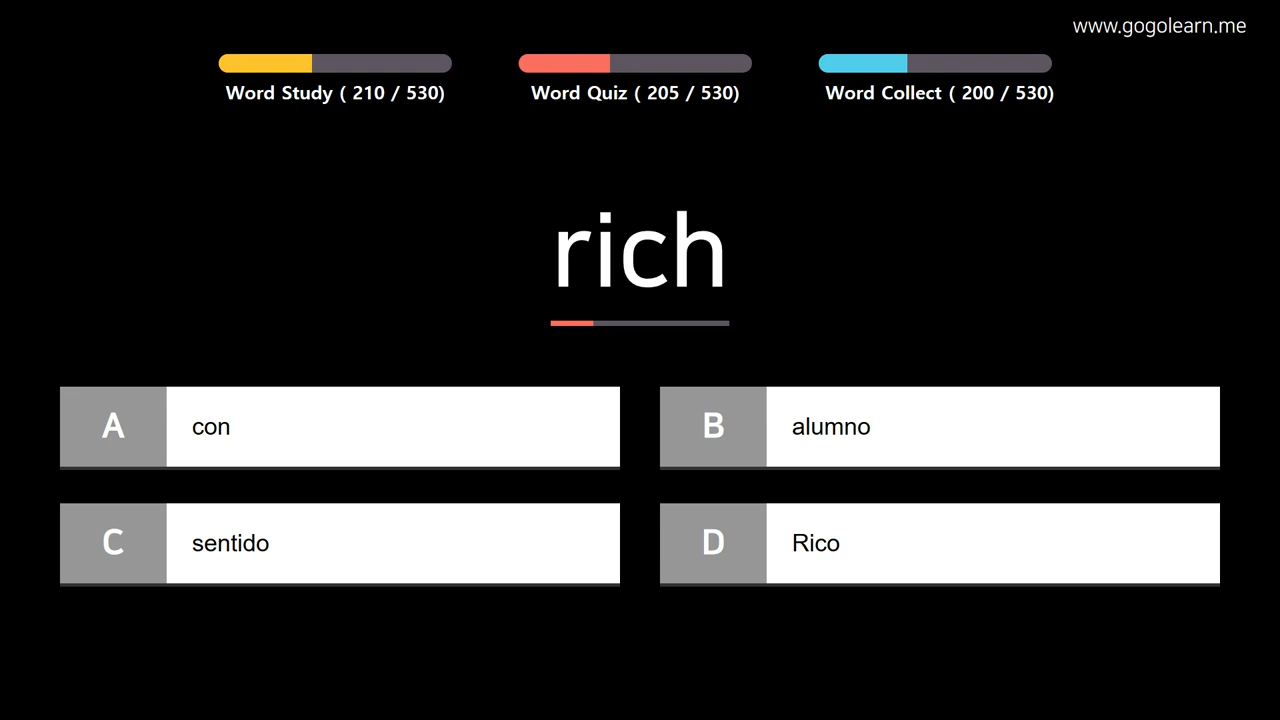 www.gogolearn.me
Word Study ( 210 / 530)
Word Quiz ( 205 / 530)
Word Collect ( 200 / 530)
rich
A con
B alumno
C sentido
D Rico